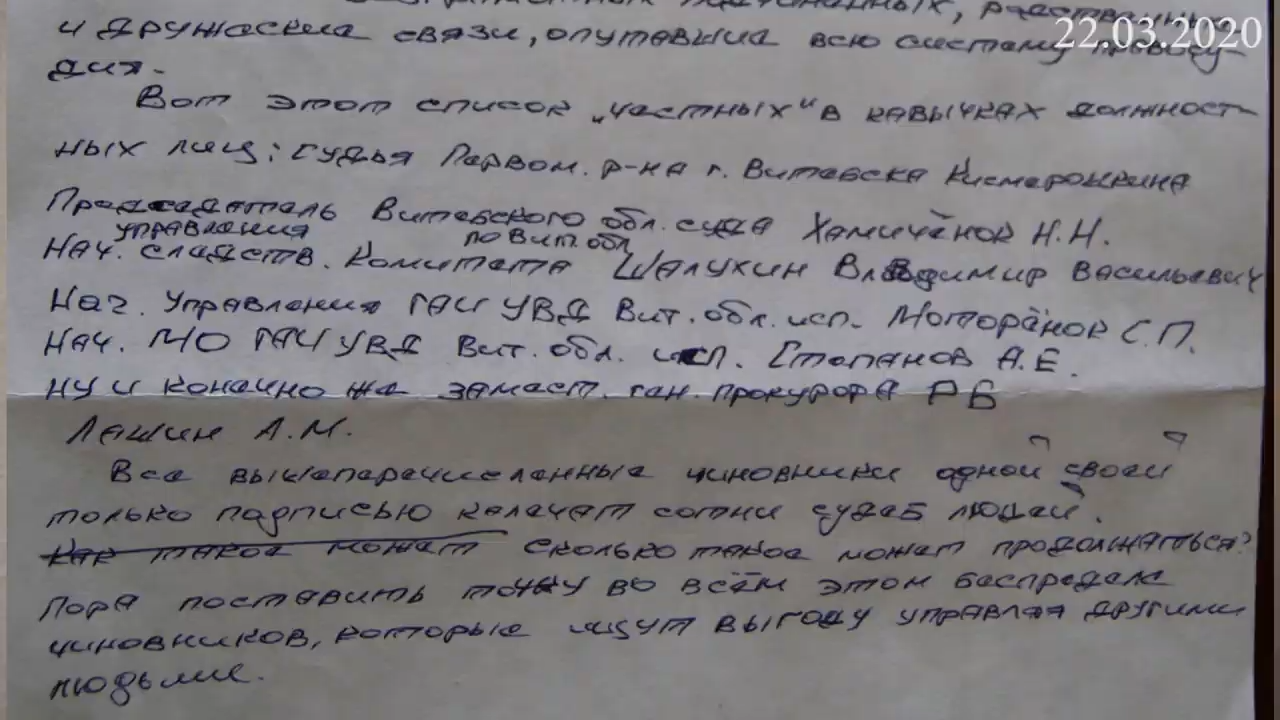 подчинённых, родственные
22.03.2020
и дружеские связи, опутавшие всю систему правосу-
дия.
Вот этот список „частных" в кавычках должност-
ных лиц: Судья Первом. р-на г. Витебска
Председатель Витебского обл. суда Хамичёнок Н.Н.
управления по Вит. обл
Нач. следств. Комитета Шалухин Владимир Васильевич
Нач. Управления ГАИ УВД Вит. обл. исп. Моторёнок С.П.
Нач. МО ГАИ УВД Вит. обл. исп. Степанов А.Е.
ну и конечно же замест. ген. прокурора РБ
Лашин А.М.
Все вышеперечисленные чиновники одной своей
только подписью калечат сотни судеб людей.
Как такое может сколько такое может продолжаться?
Пора поставить точку во всём этом беспределе
чиновников, которые ищут выгоду управляя другими
людьми.